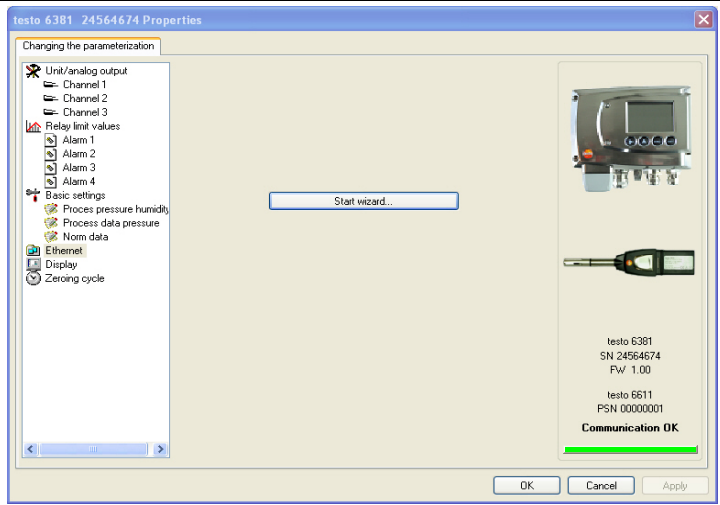 testo 6381 24564674 Properties
Changing the parameterization
Unit/analog output
Channel 1
Channel 2
Channel 3
Relay limit values
Alarm 1
Alarm 2
Alarm 3
Alarm 4
Basic settings
Proces pressure humidity
Process data pressure
Norm data
Ethernet
Display
Zeroing cycle
Start wizard...
testo 6381
SN 24564674
FW 1.00
testo 6611
PSN 00000001
Communication OK
OK
Cancel
Apply